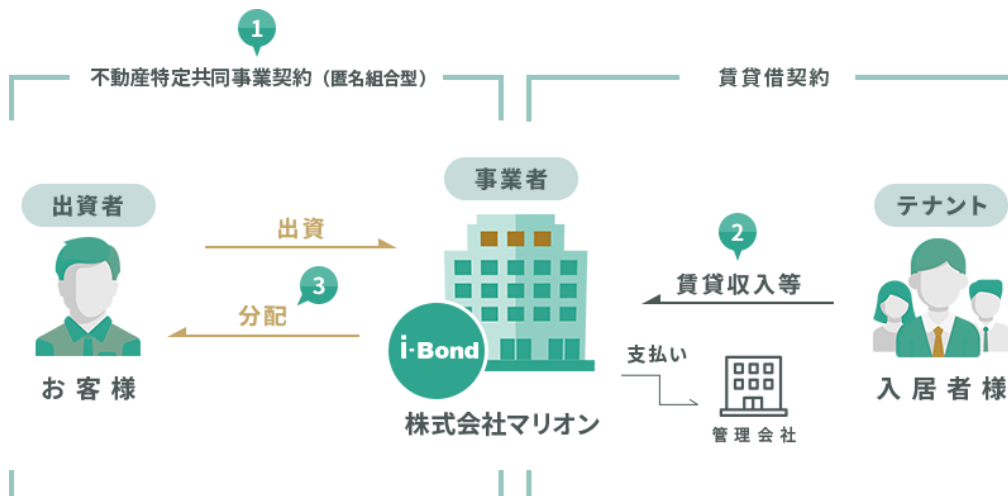 1
不動産特定共同事業契約（匿名組合型）
賃貸借契約
出資者
事業者
テナント
出資
2
賃貸収入等
3
分配
i-Bond
支払い
お客様
株式会社マリオン
管理会社
入居者様